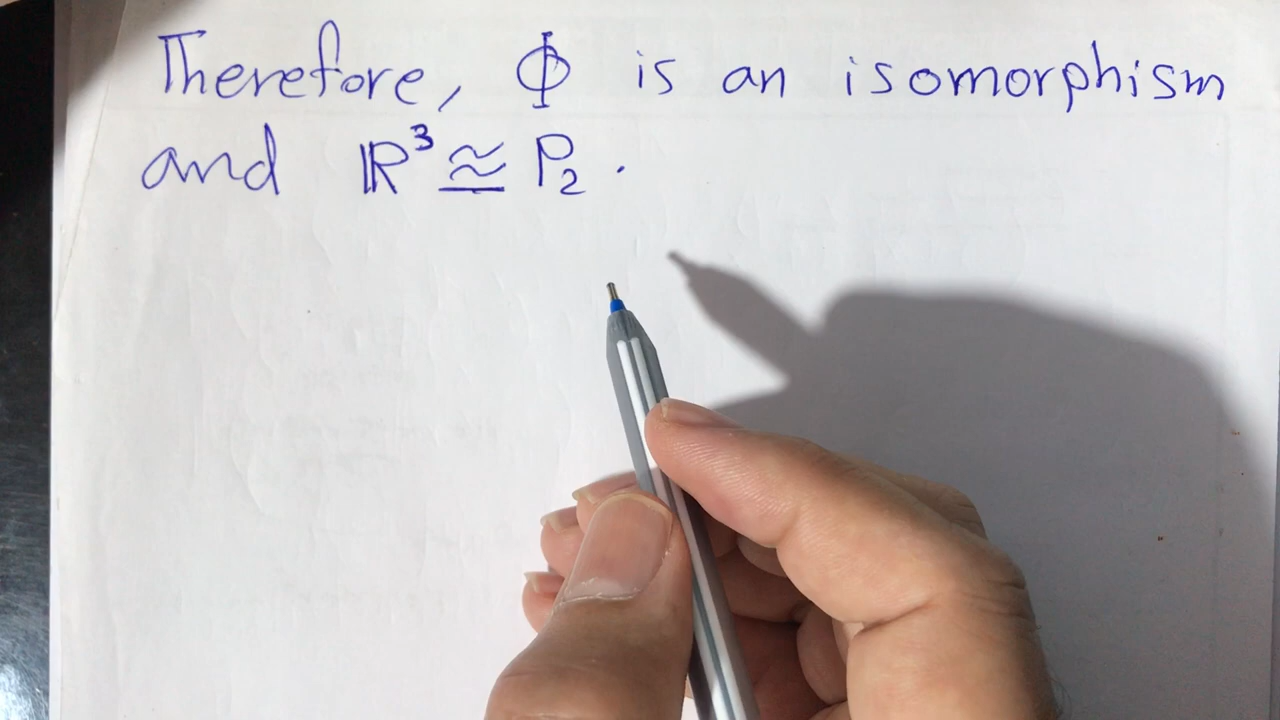 Therefore, Φ is an isomorphism
and ℝ³ ≊ P₂.